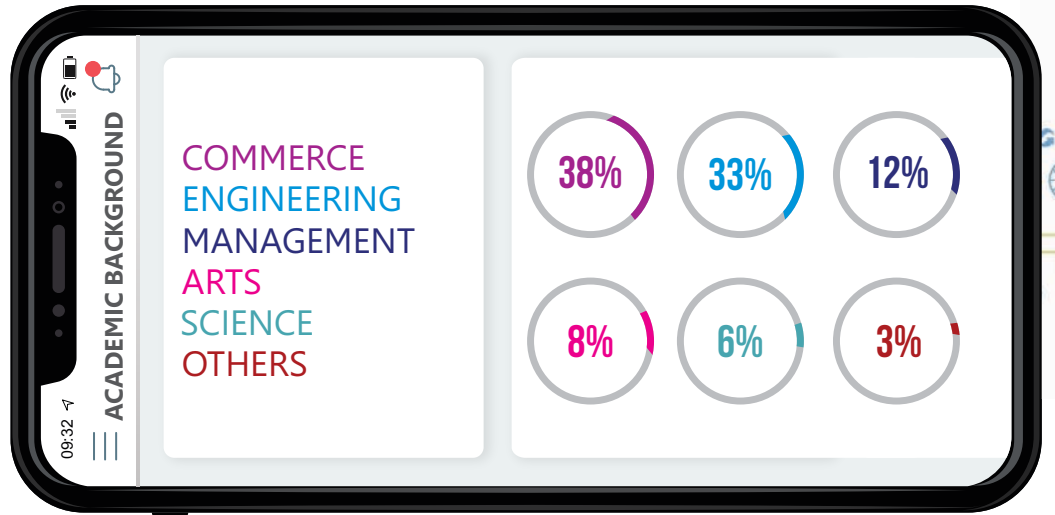 09:32
ACADEMIC BACKGROUND
COMMERCE
ENGINEERING
MANAGEMENT
ARTS
SCIENCE
OTHERS
38%
33%
12%
8%
6%
3%